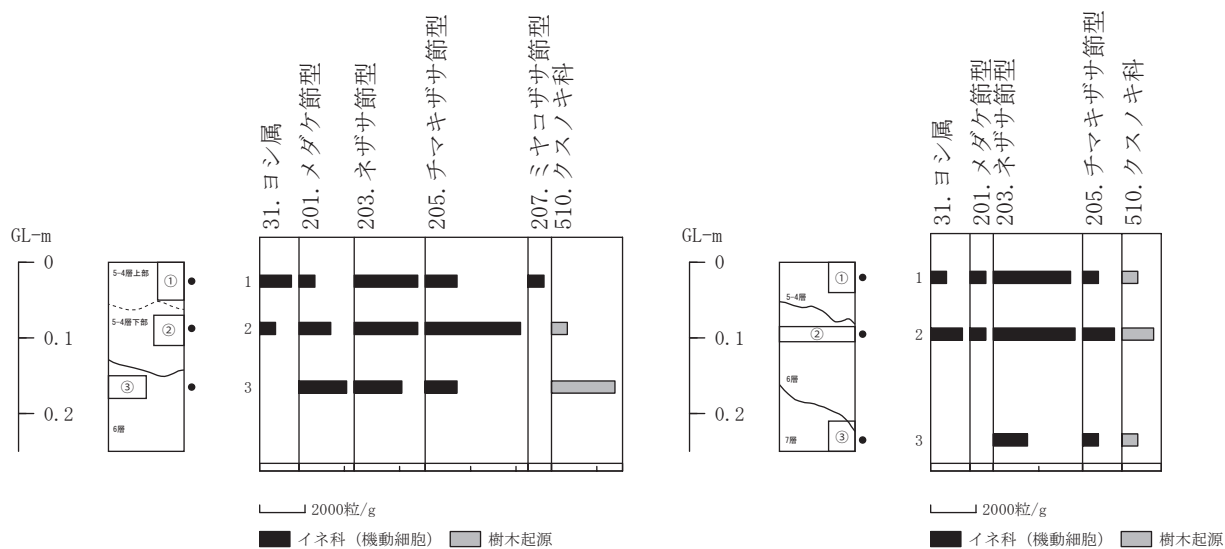 31. ヨシ属
201. メダケ節型
203. ネザサ節型
205. チマキザサ節型
207. ミヤコザサ節型
510. クスノキ科
GL-m
0
0.1
0.2
5-4層上部
①
5-4層下部
②
③
6層
1
2
3
2000粒/g
イネ科（機動細胞）
樹木起源
31. ヨシ属
201. メダケ節型
203. ネザサ節型
205. チマキザサ節型
510. クスノキ科
GL-m
0
0.1
0.2
①
5-4層
②
6層
③
7層
1
2
3
2000粒/g
イネ科（機動細胞）
樹木起源